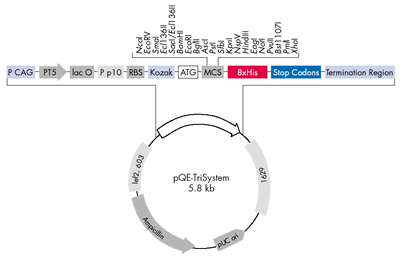 NcoI
EcoRV
SmaI
Ecl136II
SacI/Ecl136II
BamHI
EcoRI
BglII
AscI
PstI
SfiI
KpnI
NspV
HindIII
EagI
NotI
PvuII
Bst1107I
PmlI
XhoI
P CAG PT5 lac O P p10 RBS Kozak ATG MCS 8xHis Stop Codons Termination Region
lef2, 603
pQE-TriSystem
5.8 kb
1629
Ampicillin
pUC ori